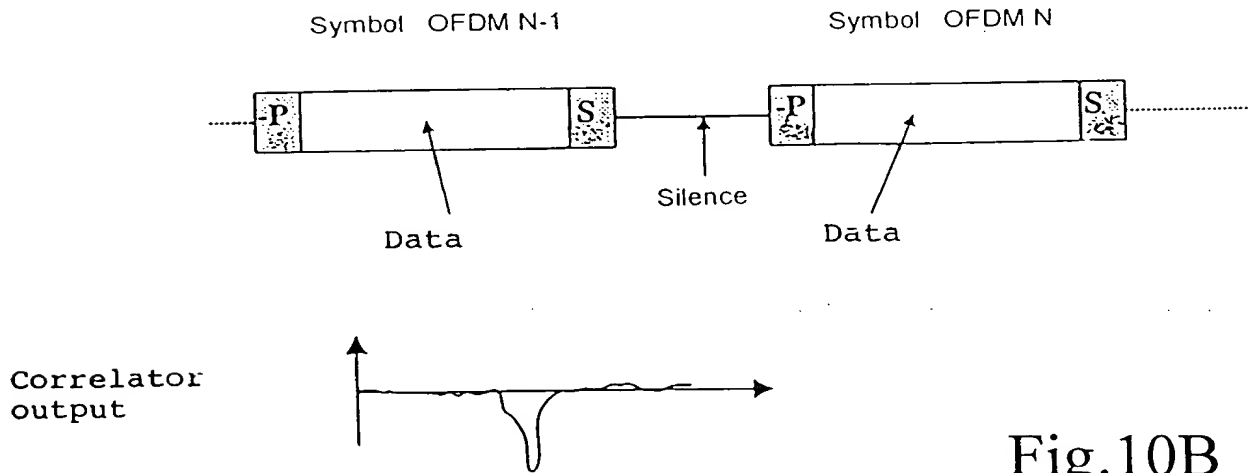 Symbol OFDM N-1
Symbol OFDM N
-P
S
-P
S
Silence
Data
Data
Correlator
output
Fig.10B